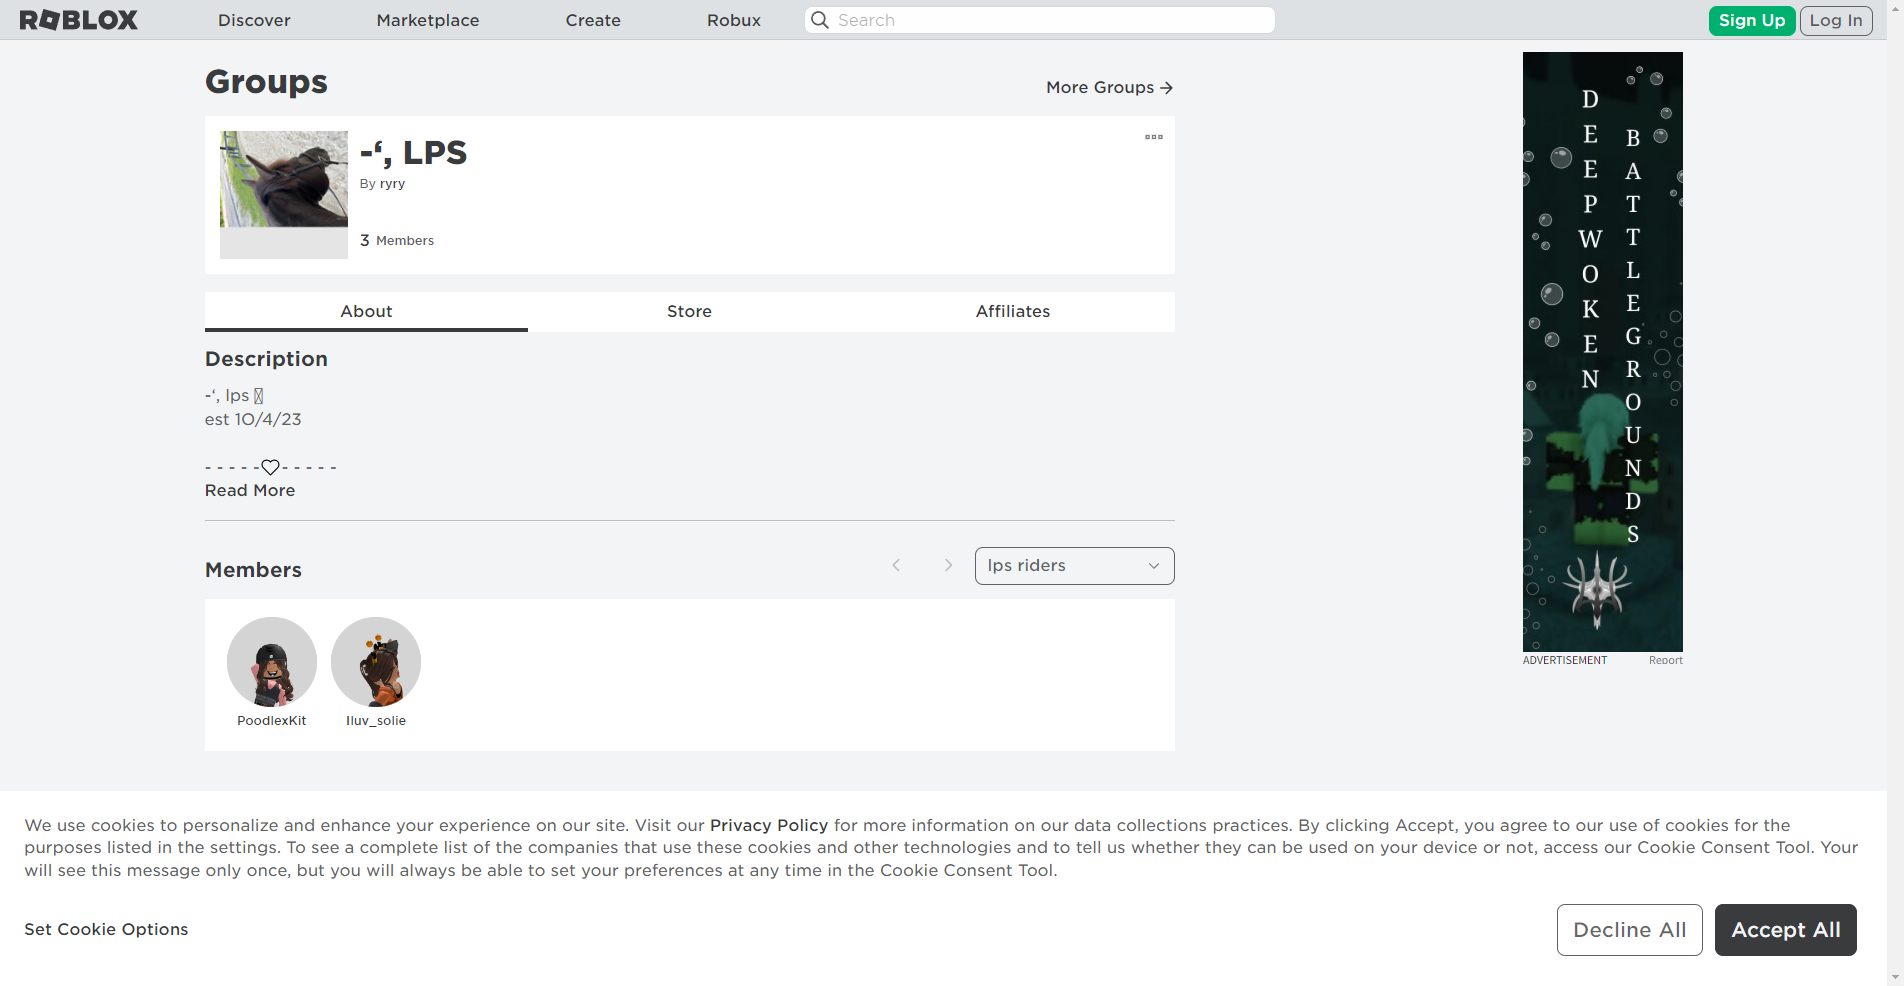 ROBLOX
Discover
Marketplace
Create
Robux
Search
Sign Up
Log In
Groups
More Groups
-‘, LPS
By ryry
3 Members
About
Store
Affiliates
Description
-‘, lps
est 1O/4/23
- - - - -♡- - - - -
Read More
Members
lps riders
PoodlexKit
Iluv_solie
DEEPWOKEN
BATTLEGROUNDS
ADVERTISEMENT
Report
We use cookies to personalize and enhance your experience on our site. Visit our Privacy Policy for more information on our data collections practices. By clicking Accept, you agree to our use of cookies for the
purposes listed in the settings. To see a complete list of the companies that use these cookies and other technologies and to tell us whether they can be used on your device or not, access our Cookie Consent Tool. Your
will see this message only once, but you will always be able to set your preferences at any time in the Cookie Consent Tool.
Set Cookie Options
Decline All
Accept All